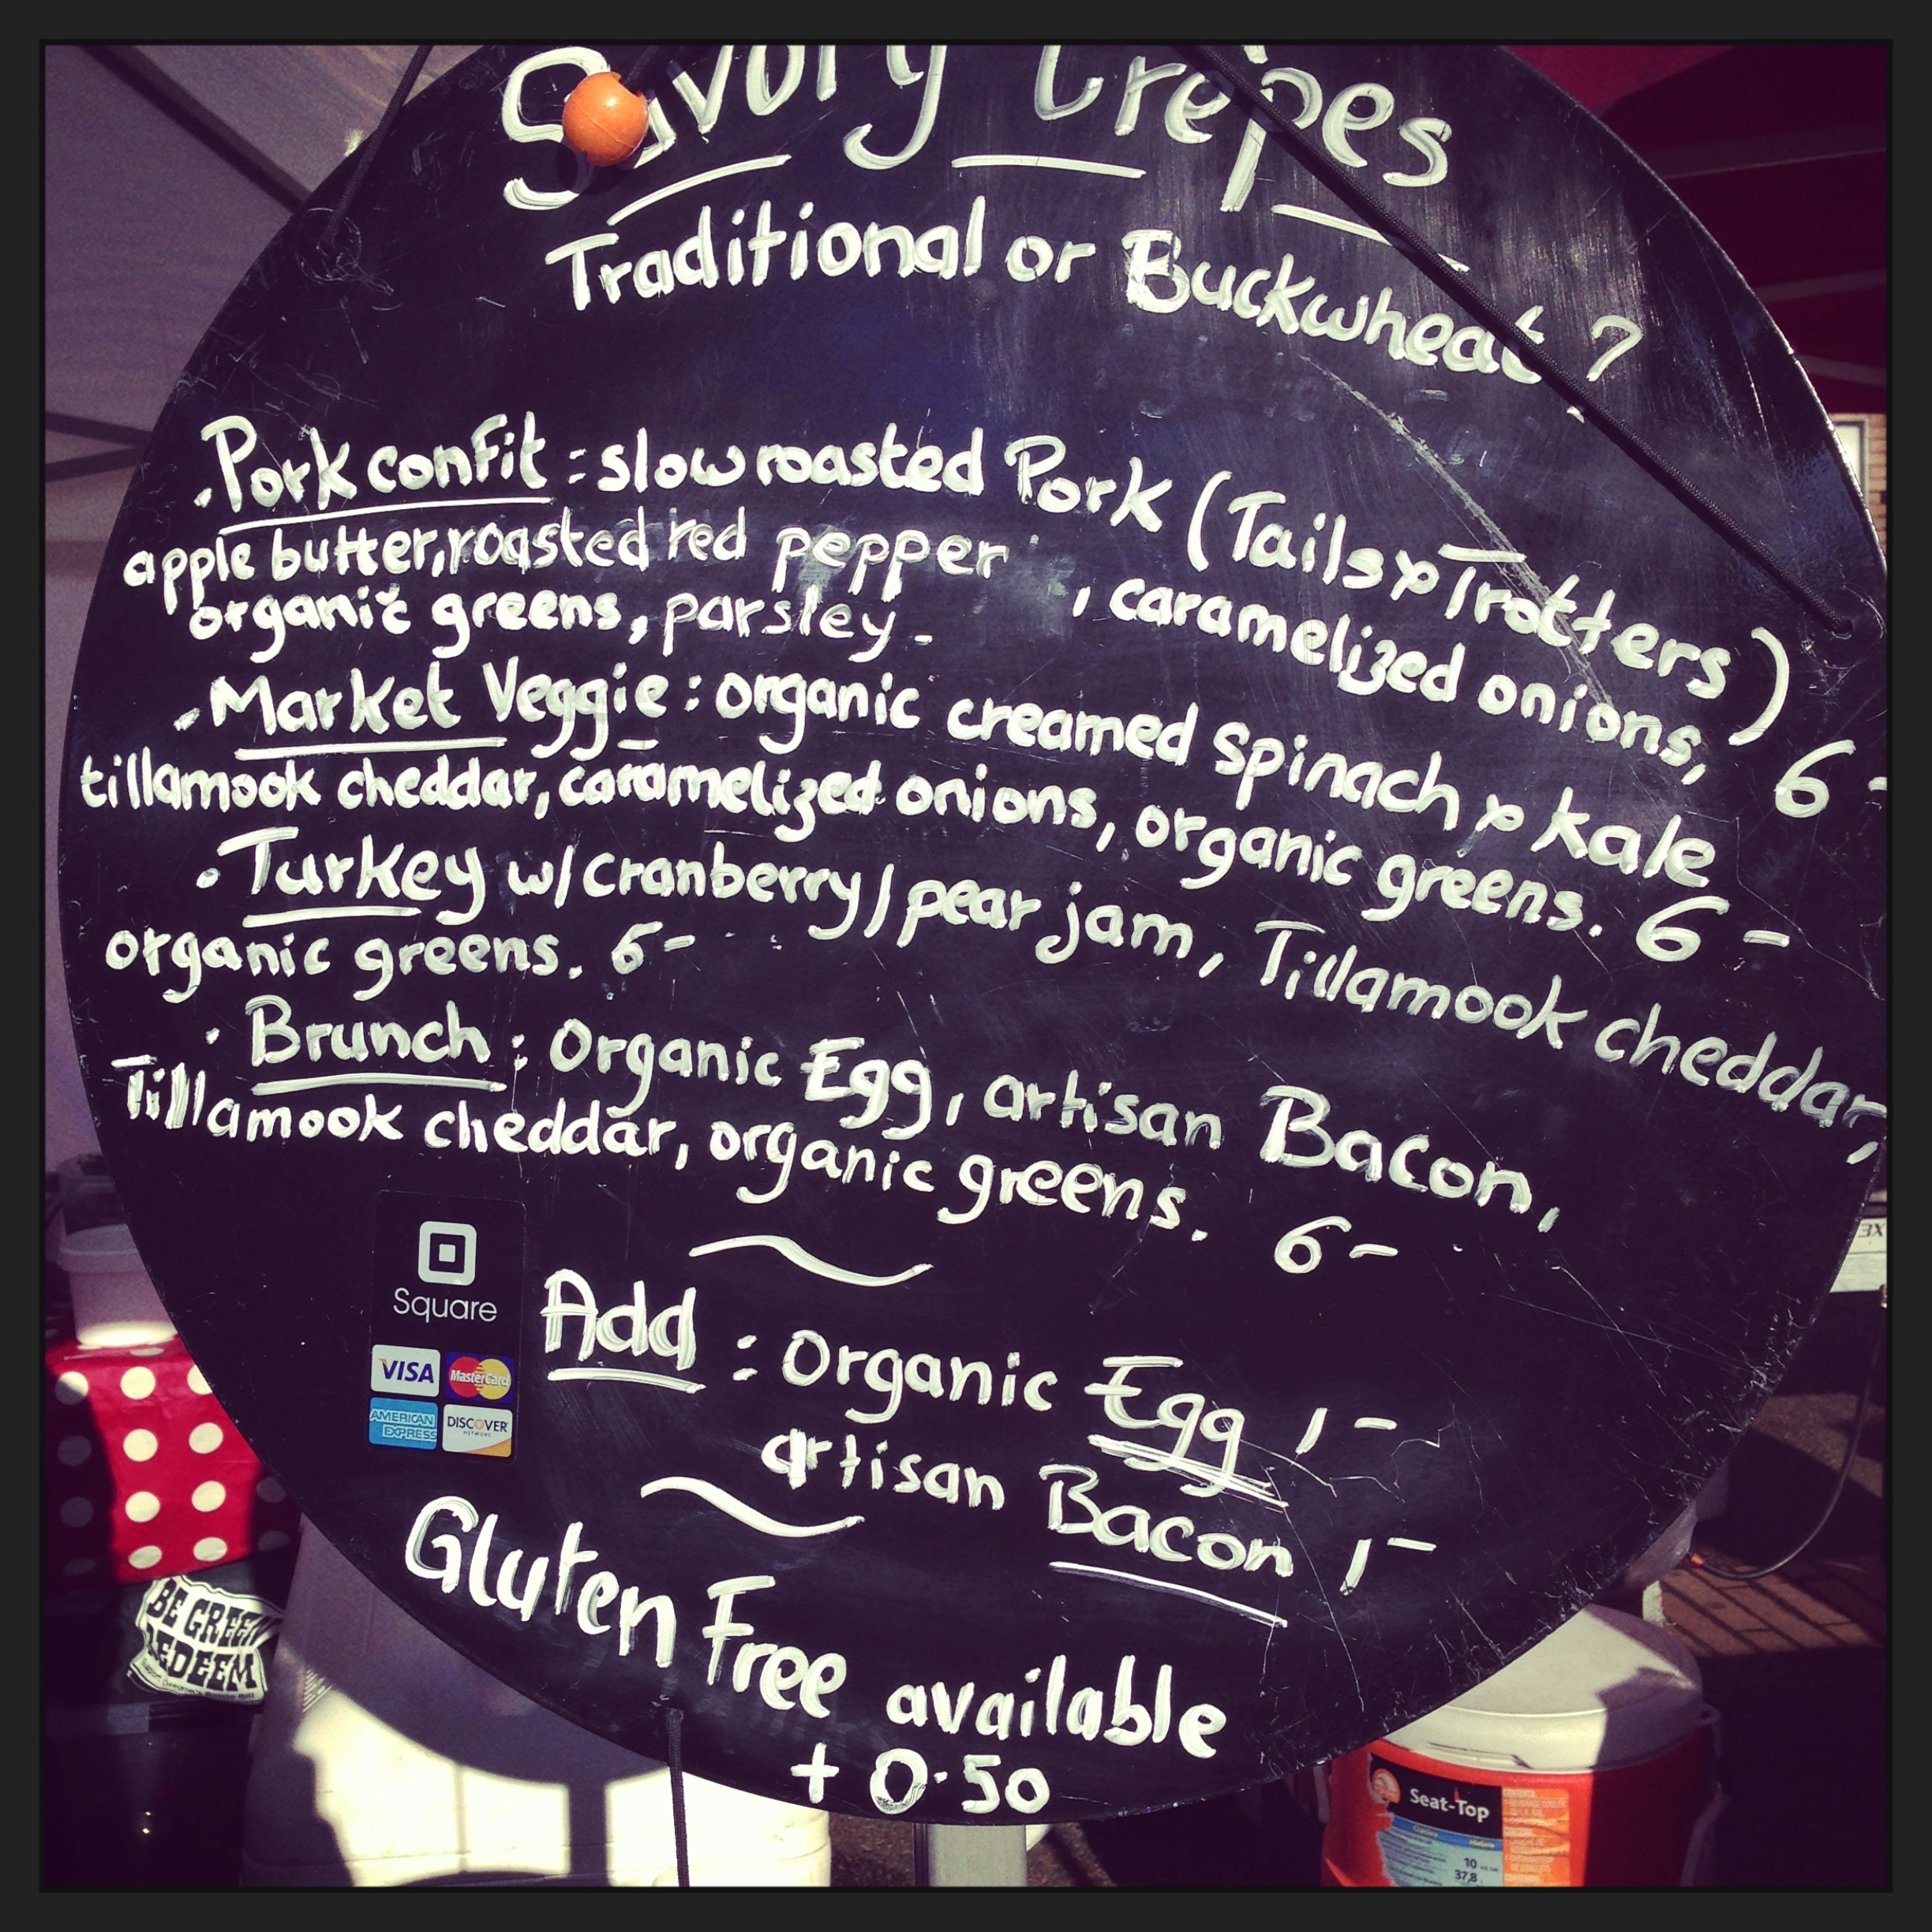 Savory Crêpes
Traditional or Buckwheat ?
. Pork confit : slow roasted Pork (Tails & Trotters)
apple butter, roasted red pepper , caramelized onions,
organic greens, parsley - 6-
. Market Veggie : organic creamed spinach & kale
tillamook cheddar, caramelized onions, organic greens. 6-
. Turkey w/ cranberry / pear jam, Tillamook cheddar,
organic greens. 6-
. Brunch : Organic Egg, artisan Bacon,
Tillamook cheddar, organic greens. 6-
Square
VISA MasterCard
AMERICAN EXPRESS DISCOVER
NETWORK
Add : Organic Egg 1-
artisan Bacon 1-
Gluten Free available
+ 0.50
BE GREEN
REDEEM
Seat-Top
10
37,8
3X